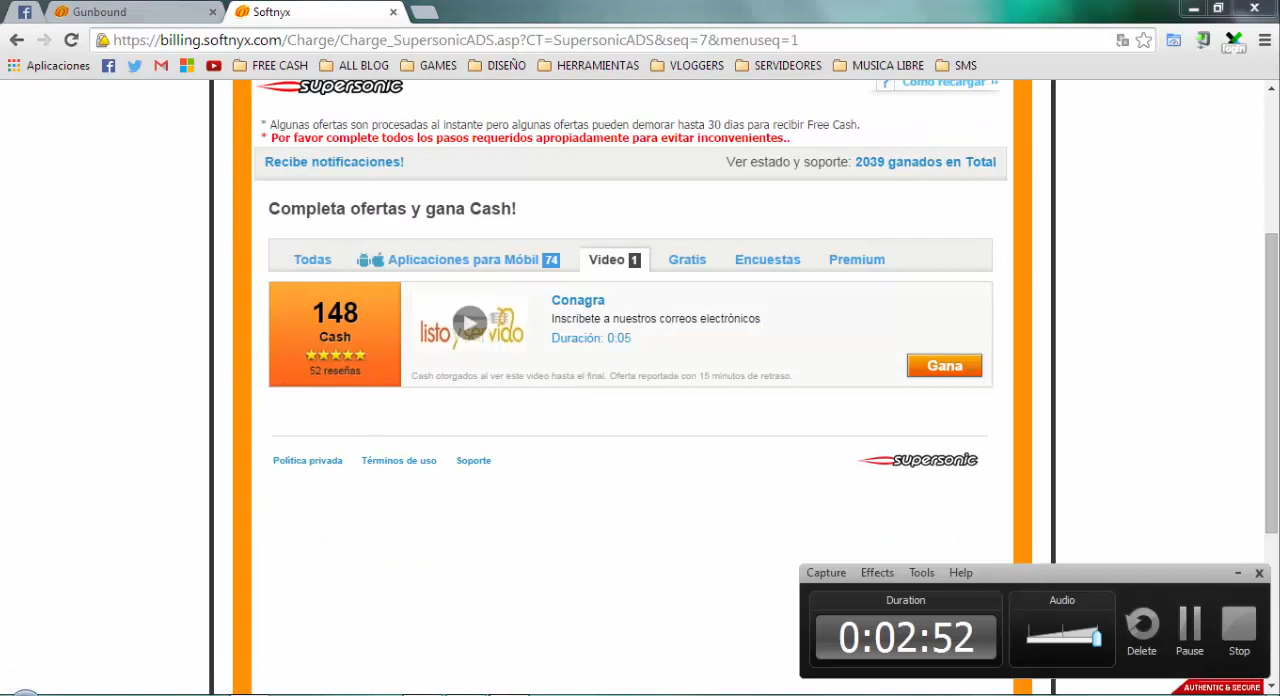 Gunbound
Softnyx
https://billing.softnyx.com/Charge/Charge_SupersonicADS.asp?CT=SupersonicADS&seq=7&menuseq=1
login
Aplicaciones
FREE CASH
ALL BLOG
GAMES
DISEÑO
HERRAMIENTAS
VLOGGERS
SERVIDEORES
MUSICA LIBRE
SMS
supersonic
? Como recargar
* Algunas ofertas son procesadas al instante pero algunas ofertas pueden demorar hasta 30 dias para recibir Free Cash.
* Por favor complete todos los pasos requeridos apropiadamente para evitar inconvenientes..
Recibe notificaciones!
Ver estado y soporte: 2039 ganados en Total
Completa ofertas y gana Cash!
Todas
Aplicaciones para Móbil 74
Video 1
Gratis
Encuestas
Premium
148
Cash
52 reseñas
listo y servido
Conagra
Inscribete a nuestros correos electrónicos
Duración: 0:05
Cash otorgados al ver este video hasta el final. Oferta reportada con 15 minutos de retraso.
Gana
Política privada
Términos de uso
Soporte
supersonic
Capture
Effects
Tools
Help
Duration
0:02:52
Audio
Delete
Pause
Stop
AUTHENTIC & SECURE